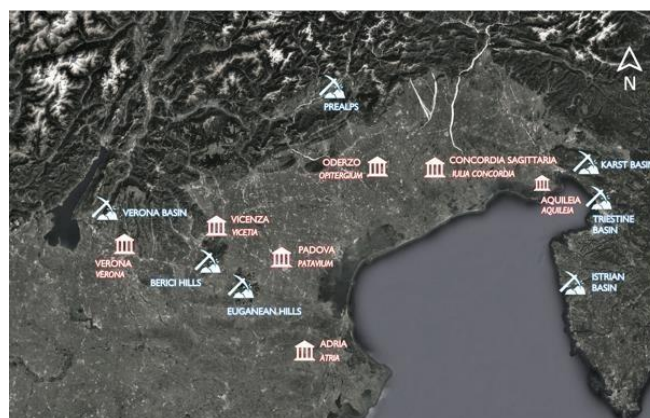 N
PREALPS
ODERZO
OPITERGIUM
CONCORDIA SAGITTARIA
IULIA CONCORDIA
KARST BASIN
AQUILEIA
AQUILEIA
TRIESTINE
BASIN
VERONA BASIN
VICENZA
VICETIA
VERONA
VERONA
PADOVA
PATAVIUM
BERICI HILLS
EUGANEAN HILLS
ISTRIAN
BASIN
ADRIA
ATRIA